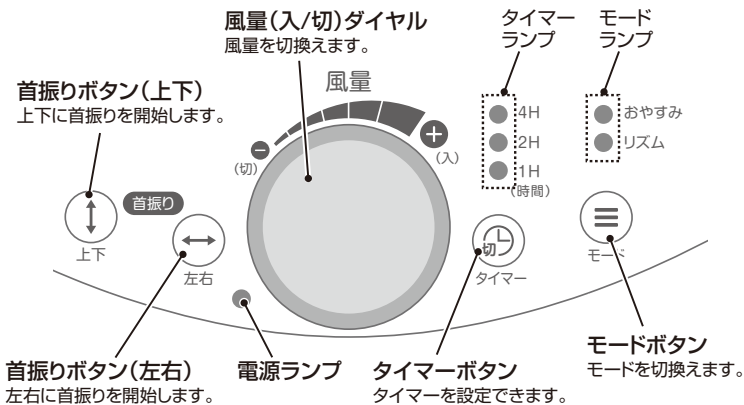 風量(入/切)ダイヤル
風量を切換えます。
タイマー
ランプ
モード
ランプ
首振りボタン(上下)
上下に首振りを開始します。
風量
4H
2H
1H
(時間)
おやすみ
リズム
(切)
(入)
首振り
上下
左右
切
タイマー
モード
首振りボタン(左右)
左右に首振りを開始します。
電源ランプ
タイマーボタン
タイマーを設定できます。
モードボタン
モードを切換えます。